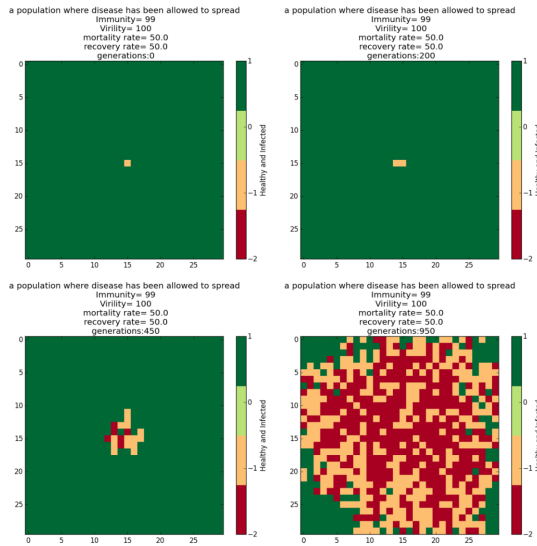 a population where disease has been allowed to spread
Immunity= 99
Virility= 100
mortality rate= 50.0
recovery rate= 50.0
generations:0
0
5
10
15
20
25
0 5 10 15 20 25
1
0
−1
−2
Healthy and Infected
a population where disease has been allowed to spread
Immunity= 99
Virility= 100
mortality rate= 50.0
recovery rate= 50.0
generations:200
0
5
10
15
20
25
0 5 10 15 20 25
1
0
−1
−2
Healthy and Infected
a population where disease has been allowed to spread
Immunity= 99
Virility= 100
mortality rate= 50.0
recovery rate= 50.0
generations:450
0
5
10
15
20
25
0 5 10 15 20 25
1
0
−1
−2
Healthy and Infected
a population where disease has been allowed to spread
Immunity= 99
Virility= 100
mortality rate= 50.0
recovery rate= 50.0
generations:950
0
5
10
15
20
25
0 5 10 15 20 25
1
0
−1
−2
Healthy and Infected